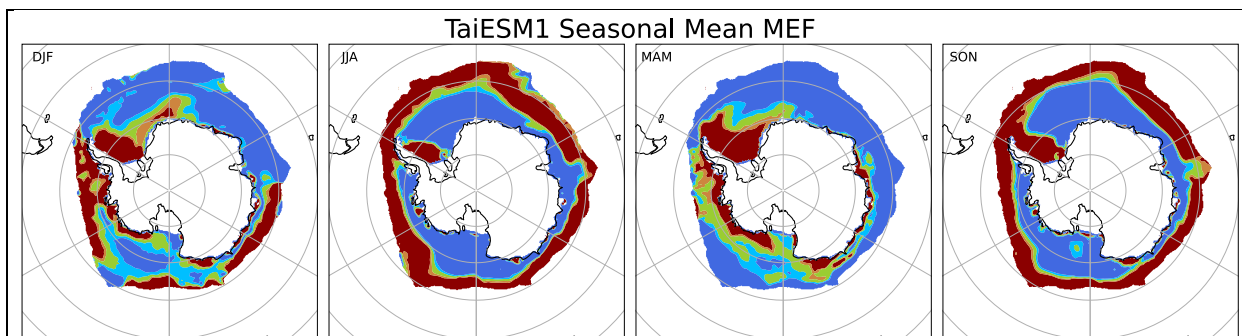 TaiESM1 Seasonal Mean MEF
DJF
JJA
MAM
SON